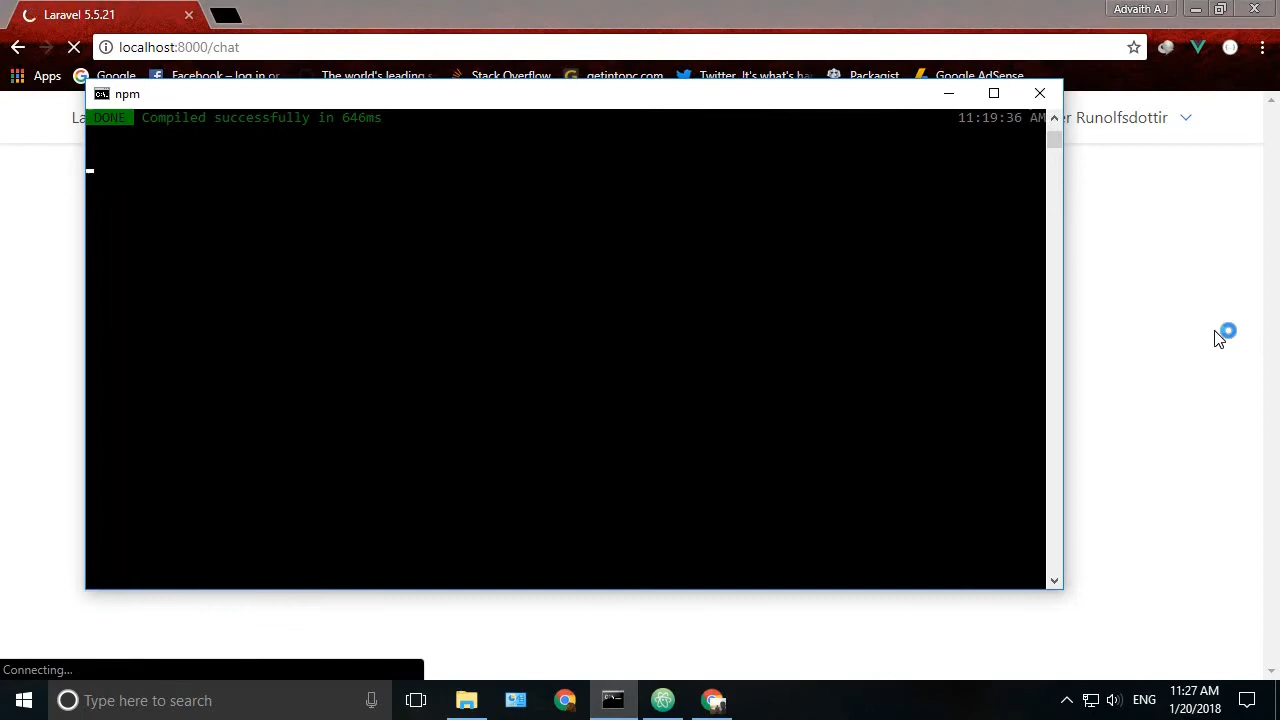 Laravel 5.5.21
Advaith A J
localhost:8000/chat
Apps Google Facebook – log in or The world's leading s Stack Overflow getintopc.com Twitter. It's what's ha Packagist Google AdSense
npm
La
er Runolfsdottir
DONE Compiled successfully in 646ms 11:19:36 AM
Connecting...
Type here to search
ENG
11:27 AM
1/20/2018